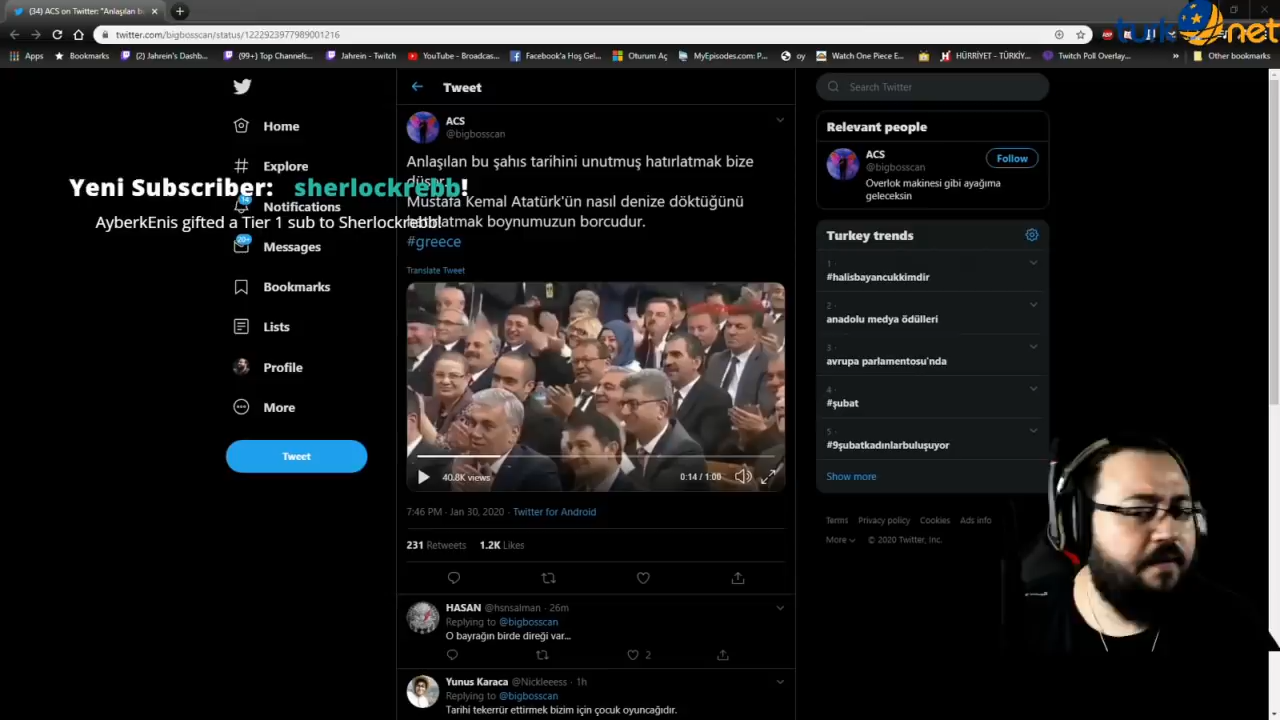 (34) ACS on Twitter: "Anlaşılan b
twitter.com/bigbosscan/status/1222923977989001216
Apps
Bookmarks
(2) Jahrein's Dashb...
(99+) Top Channels...
Jahrein - Twitch
YouTube - Broadcas...
Facebook'a Hoş Gel...
Oturum Aç
MyEpisodes.com: P...
oy
Watch One Piece E...
HÜRRİYET - TÜRKİY...
Twitch Poll Overlay...
»
Other bookmarks
turk net
Home
Explore
Notifications
14
Messages
20+
Bookmarks
Lists
Profile
More
Tweet
Yeni Subscriber: sherlockrebb!
AyberkEnis gifted a Tier 1 sub to Sherlockrebb!
Tweet
ACS
@bigbosscan
Anlaşılan bu şahıs tarihini unutmuş hatırlatmak bize
düşer
Mustafa Kemal Atatürk'ün nasıl denize döktüğünü
hatırlatmak boynumuzun borcudur.
#greece
Translate Tweet
40.8K views
0:14 / 1:00
7:46 PM · Jan 30, 2020 · Twitter for Android
231 Retweets 1.2K Likes
HASAN @hsnsalman · 26m
Replying to @bigbosscan
O bayrağın birde direği var...
2
Yunus Karaca @Nickleeess · 1h
Replying to @bigbosscan
Tarihi tekerrür ettirmek bizim için çocuk oyuncağıdır.
Search Twitter
Relevant people
ACS
@bigbosscan
Follow
Overlok makinesi gibi ayağıma
geleceksin
Turkey trends
1
#halisbayancukkimdir
2
anadolu medya ödülleri
3
avrupa parlamentosu'nda
4
#şubat
5
#9şubatkadınlarbuluşuyor
Show more
Terms Privacy policy Cookies Ads info
More © 2020 Twitter, Inc.